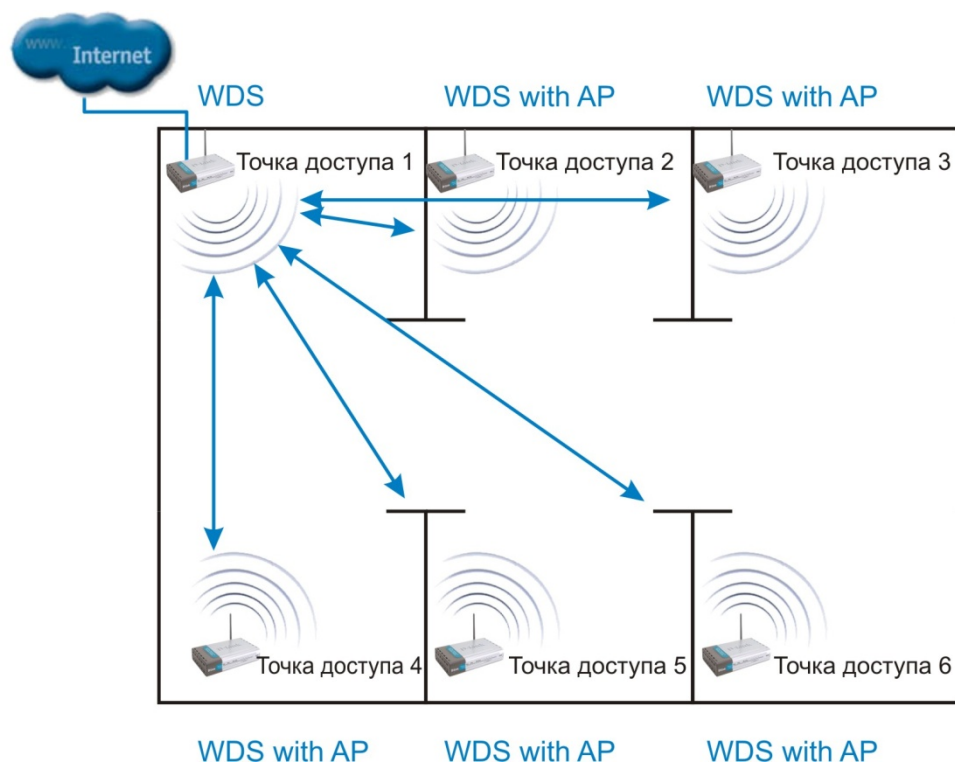 www.
Internet
WDS
WDS with AP
WDS with AP
Точка доступа 1
Точка доступа 2
Точка доступа 3
Точка доступа 4
Точка доступа 5
Точка доступа 6
WDS with AP
WDS with AP
WDS with AP